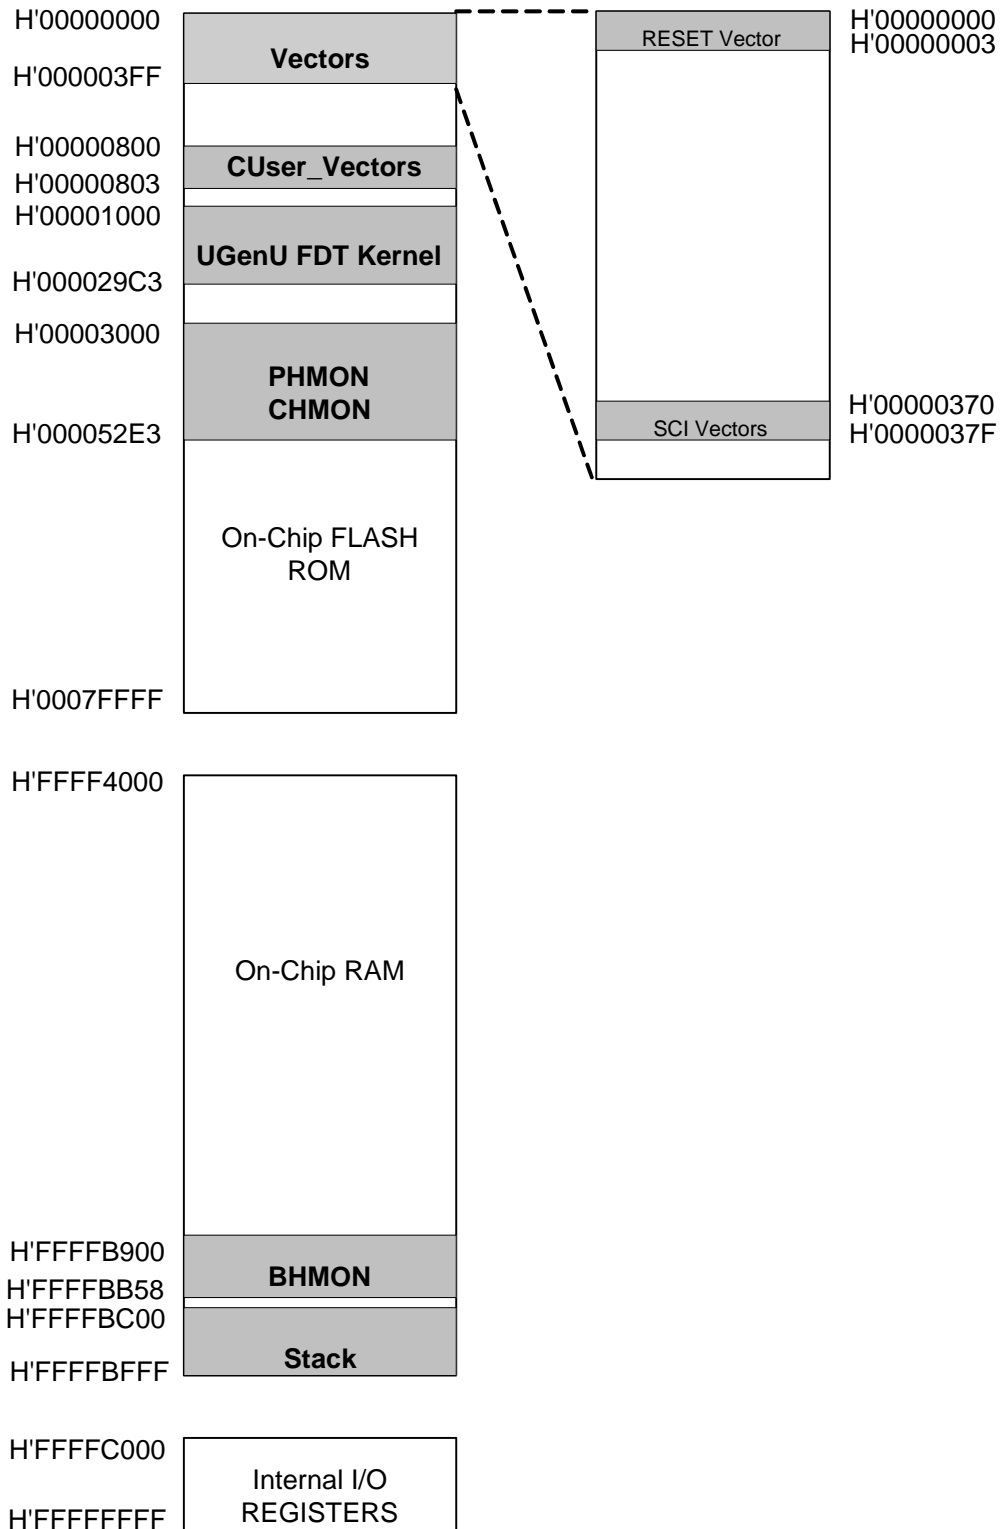 H'00000000
Vectors
H'000003FF
H'00000800
CUser_Vectors
H'00000803
H'00001000
UGenU FDT Kernel
H'000029C3
H'00003000
PHMON
CHMON
H'000052E3
On-Chip FLASH
ROM
H'0007FFFF
H'00000000
RESET Vector
H'00000003
H'00000370
SCI Vectors
H'0000037F
H'FFFF4000
On-Chip RAM
H'FFFFB900
BHMON
H'FFFFBB58
H'FFFFBC00
Stack
H'FFFFBFFF
H'FFFFC000
Internal I/O
REGISTERS
H'FFFFFFFF